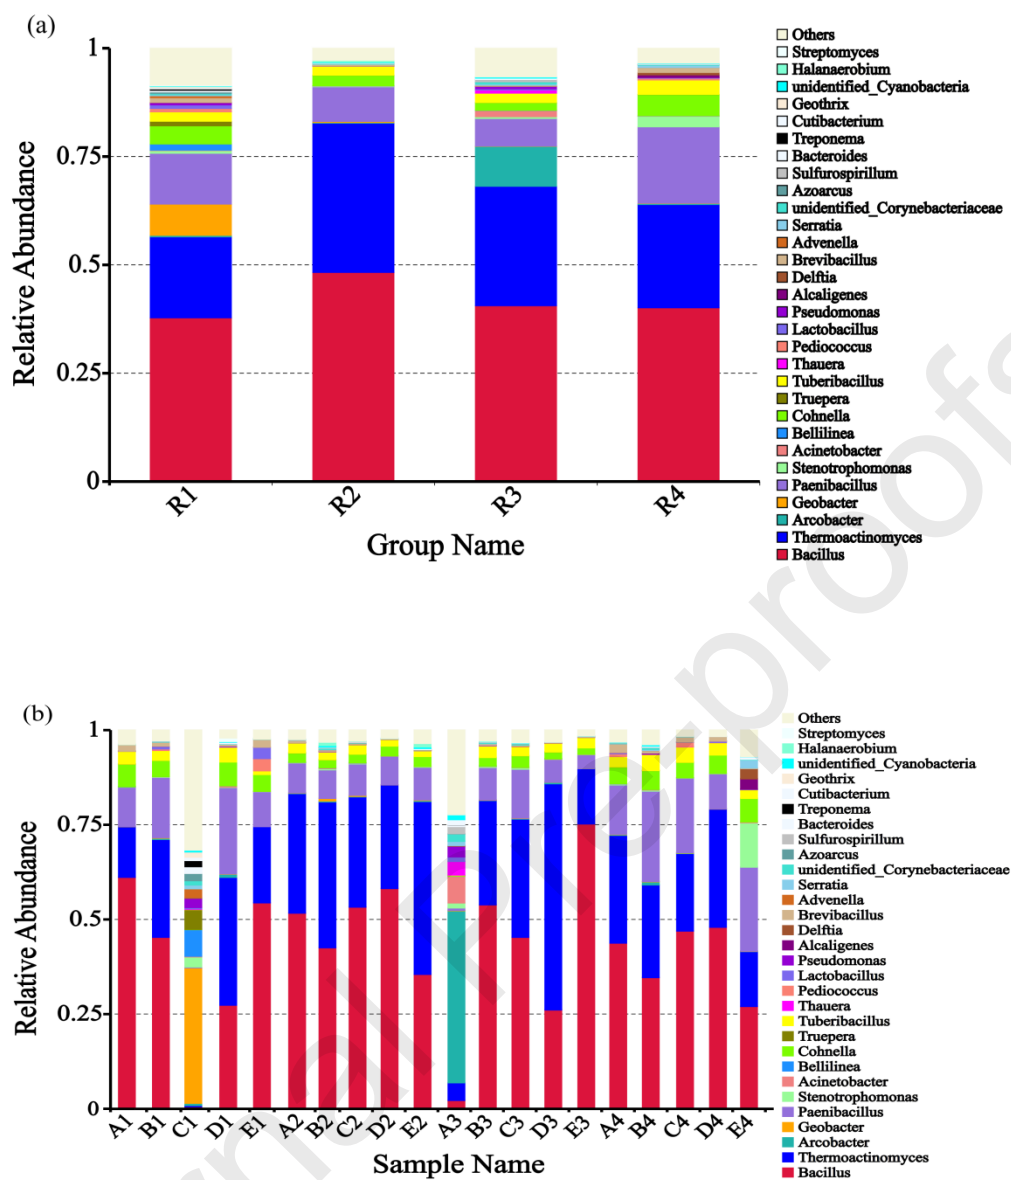 (a)
1
0.75
0.5
0.25
0
Relative Abundance
R1 R2 R3 R4
Group Name
Others
Streptomyces
Halanaerobium
unidentified_Cyanobacteria
Geothrix
Cutibacterium
Treponema
Bacteroides
Sulfurospirillum
Azoarcus
unidentified_Corynebacteriaceae
Serratia
Advenella
Brevibacillus
Delftia
Alcaligenes
Pseudomonas
Lactobacillus
Pediococcus
Thauera
Tuberibacillus
Truepera
Cohnella
Bellilinea
Acinetobacter
Stenotrophomonas
Paenibacillus
Geobacter
Arcobacter
Thermoactinomyces
Bacillus
(b)
1
0.75
0.5
0.25
0
Relative Abundance
A1 B1 C1 D1 E1 A2 B2 C2 D2 E2 A3 B3 C3 D3 E3 A4 B4 C4 D4 E4
Sample Name
Others
Streptomyces
Halanaerobium
unidentified_Cyanobacteria
Geothrix
Cutibacterium
Treponema
Bacteroides
Sulfurospirillum
Azoarcus
unidentified_Corynebacteriaceae
Serratia
Advenella
Brevibacillus
Delftia
Alcaligenes
Pseudomonas
Lactobacillus
Pediococcus
Thauera
Tuberibacillus
Truepera
Cohnella
Bellilinea
Acinetobacter
Stenotrophomonas
Paenibacillus
Geobacter
Arcobacter
Thermoactinomyces
Bacillus
rnal Pre-proofs